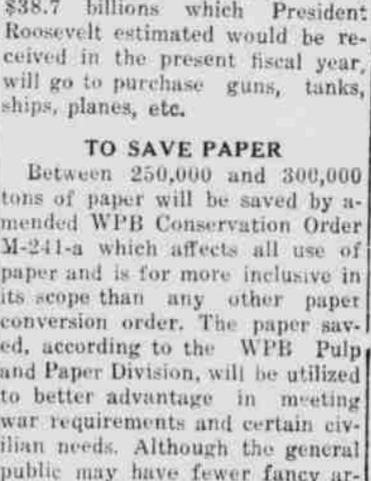 $38.7 billions which President
Roosevelt estimated would be re-
ceived in the present fiscal year,
will go to purchase guns, tanks,
ships, planes, etc.
TO SAVE PAPER
Between 250,000 and 300,000
tons of paper will be saved by a-
mended WPB Conservation Order
M-241-a which affects all use of
paper and is for more inclusive in
its scope than any other paper
conversion order. The paper sav-
ed, according to the WPB Pulp
and Paper Division, will be utilized
to better advantage in meeting
war requirements and certain civ-
ilian needs. Although the general
public may have fewer fancy ar-